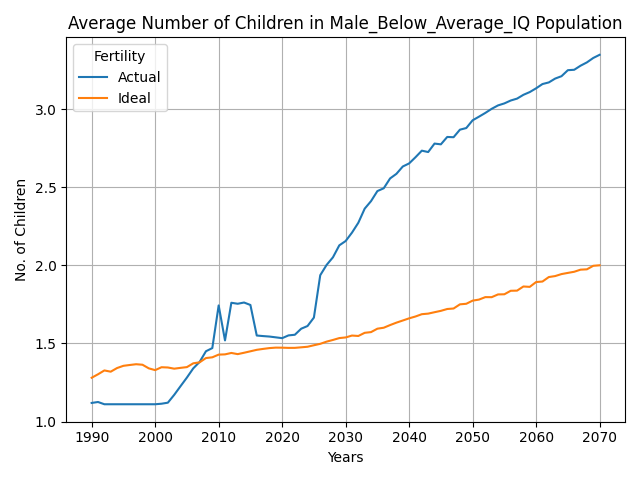 Average Number of Children in Male_Below_Average_IQ Population
Fertility
Actual
Ideal
No. of Children
3.0
2.5
2.0
1.5
1.0
1990 2000 2010 2020 2030 2040 2050 2060 2070
Years